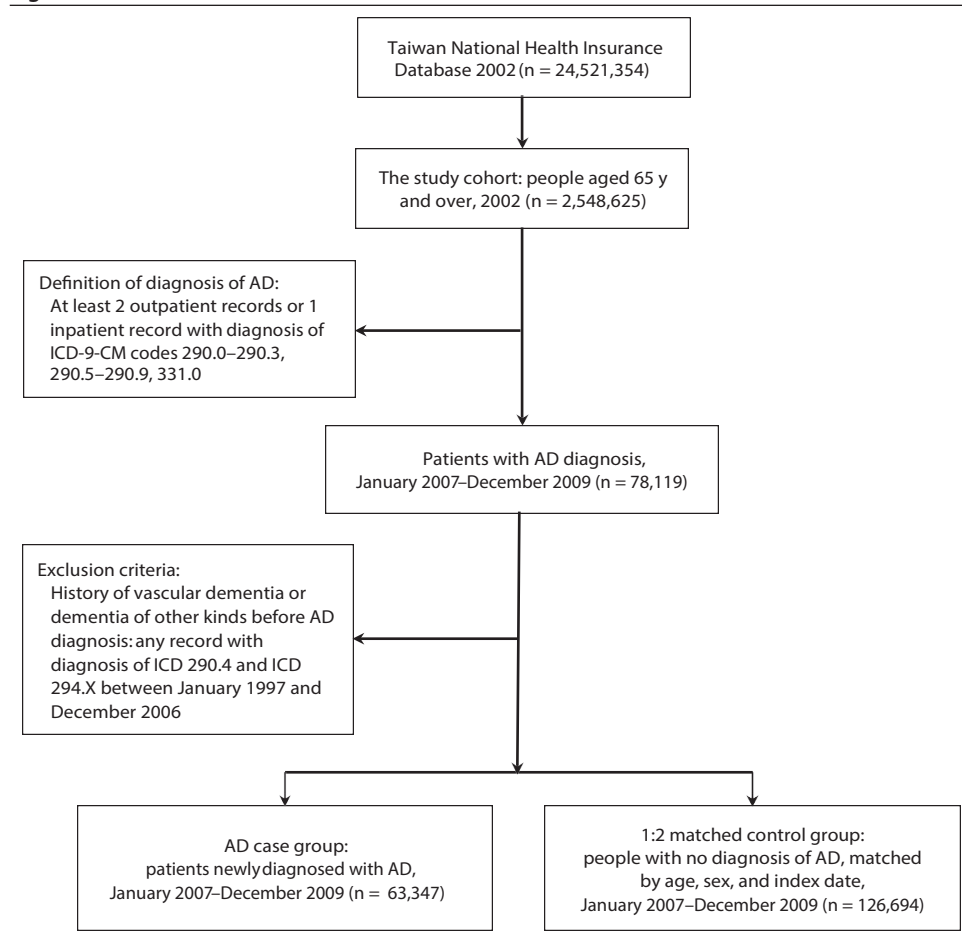 Taiwan National Health Insurance
Database 2002 (n = 24,521,354)
The study cohort: people aged 65 y
and over, 2002 (n = 2,548,625)
Definition of diagnosis of AD:
At least 2 outpatient records or 1
inpatient record with diagnosis of
ICD-9-CM codes 290.0–290.3,
290.5–290.9, 331.0
Patients with AD diagnosis,
January 2007–December 2009 (n = 78,119)
Exclusion criteria:
History of vascular dementia or
dementia of other kinds before AD
diagnosis: any record with
diagnosis of ICD 290.4 and ICD
294.X between January 1997 and
December 2006
AD case group:
patients newly diagnosed with AD,
January 2007–December 2009 (n = 63,347)
1:2 matched control group:
people with no diagnosis of AD, matched
by age, sex, and index date,
January 2007–December 2009 (n = 126,694)